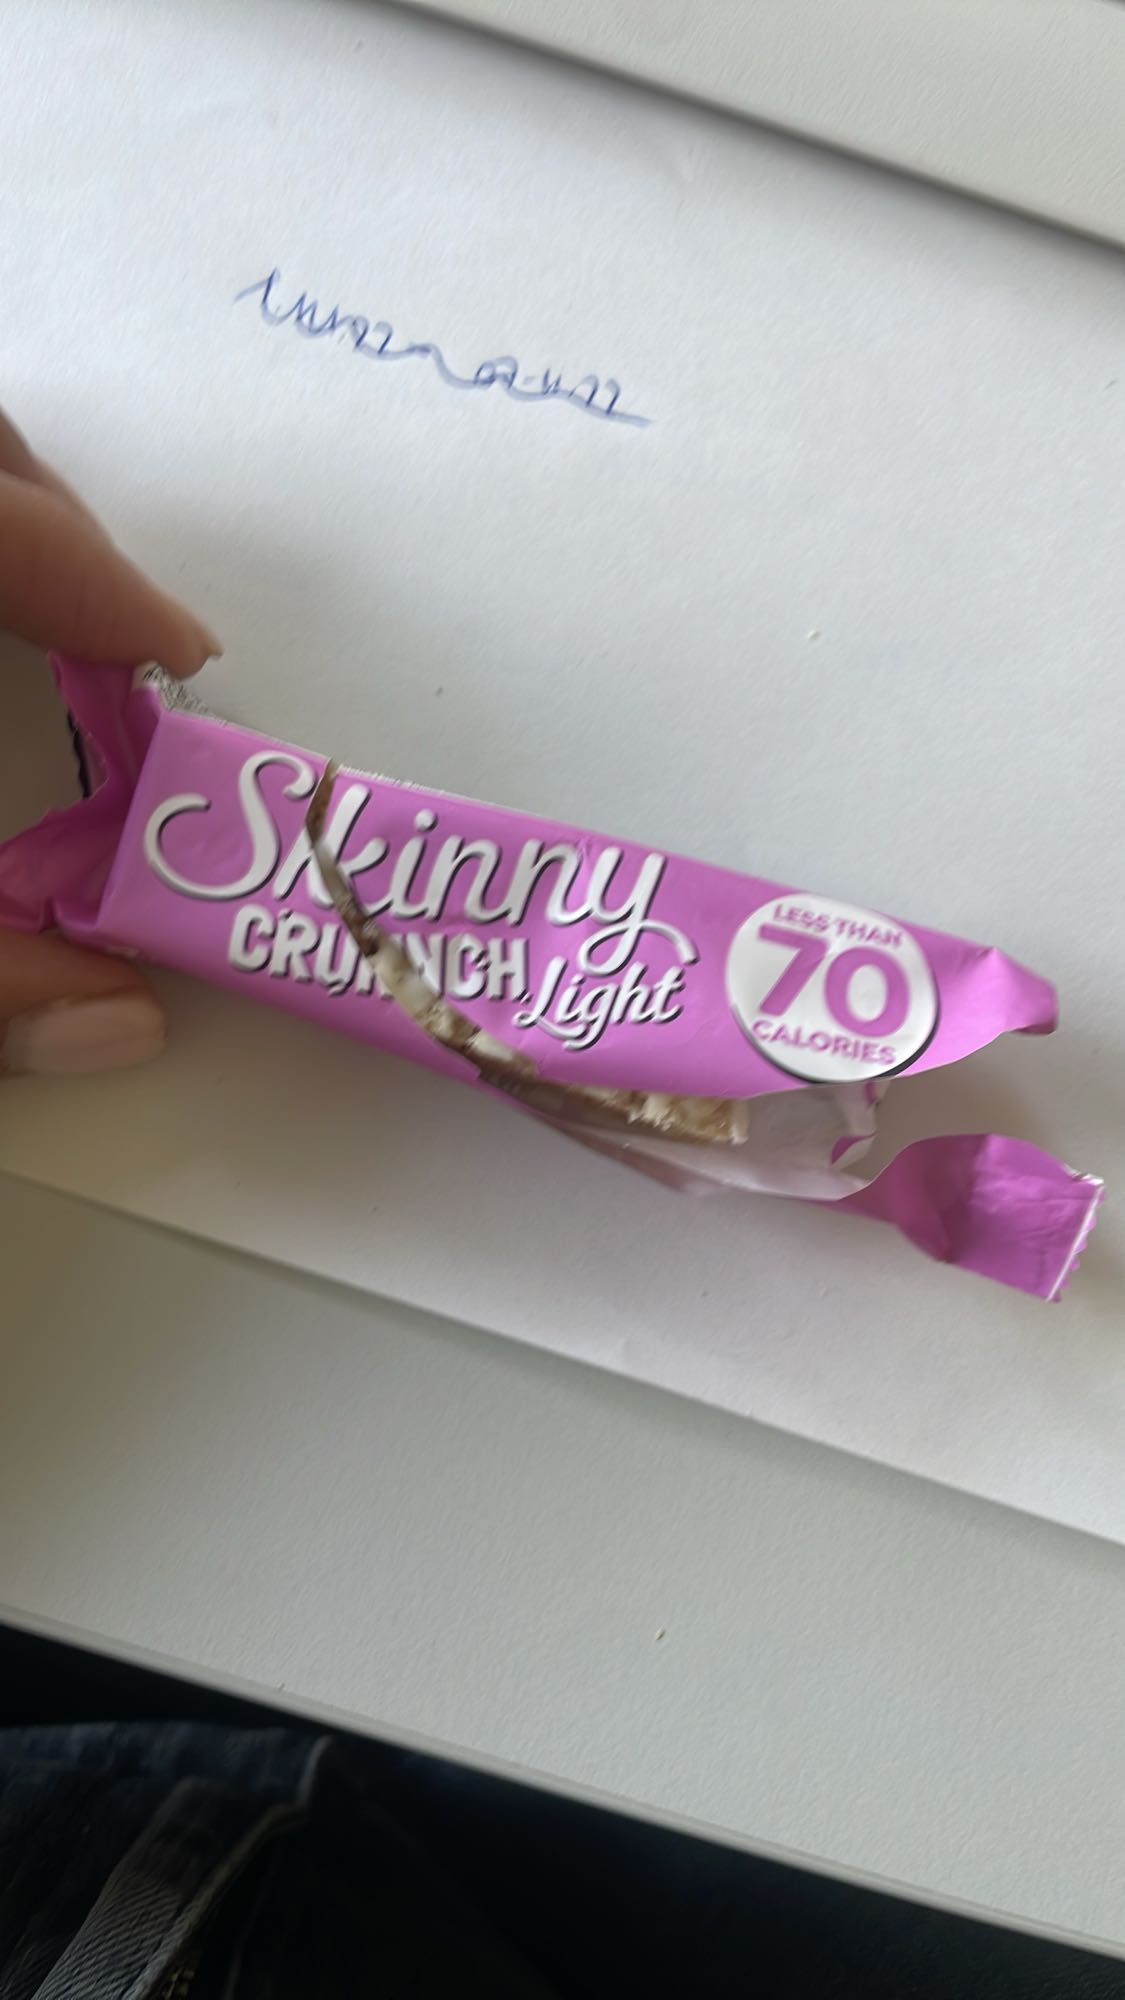 Skinny
CRUNCH Light
LESS THAN
70
CALORIES